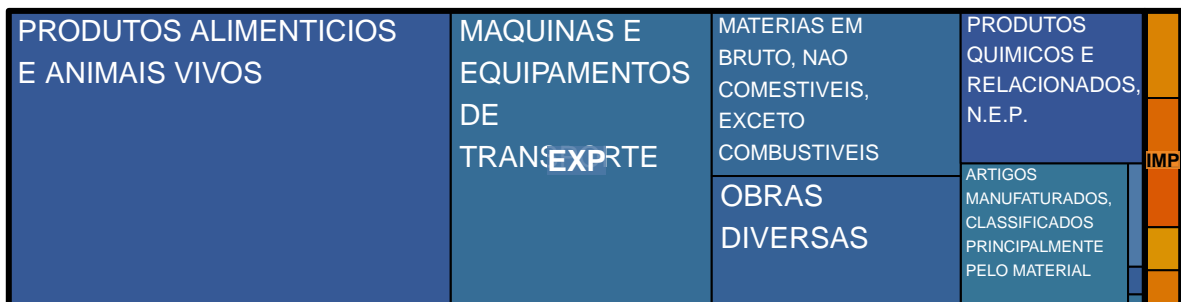 PRODUTOS ALIMENTICIOS
E ANIMAIS VIVOS
MAQUINAS E
EQUIPAMENTOS
DE
TRANSPORTE
EXP
MATERIAS EM
BRUTO, NAO
COMESTIVEIS,
EXCETO
COMBUSTIVEIS
OBRAS
DIVERSAS
PRODUTOS
QUIMICOS E
RELACIONADOS,
N.E.P.
ARTIGOS
MANUFATURADOS,
CLASSIFICADOS
PRINCIPALMENTE
PELO MATERIAL
IMP